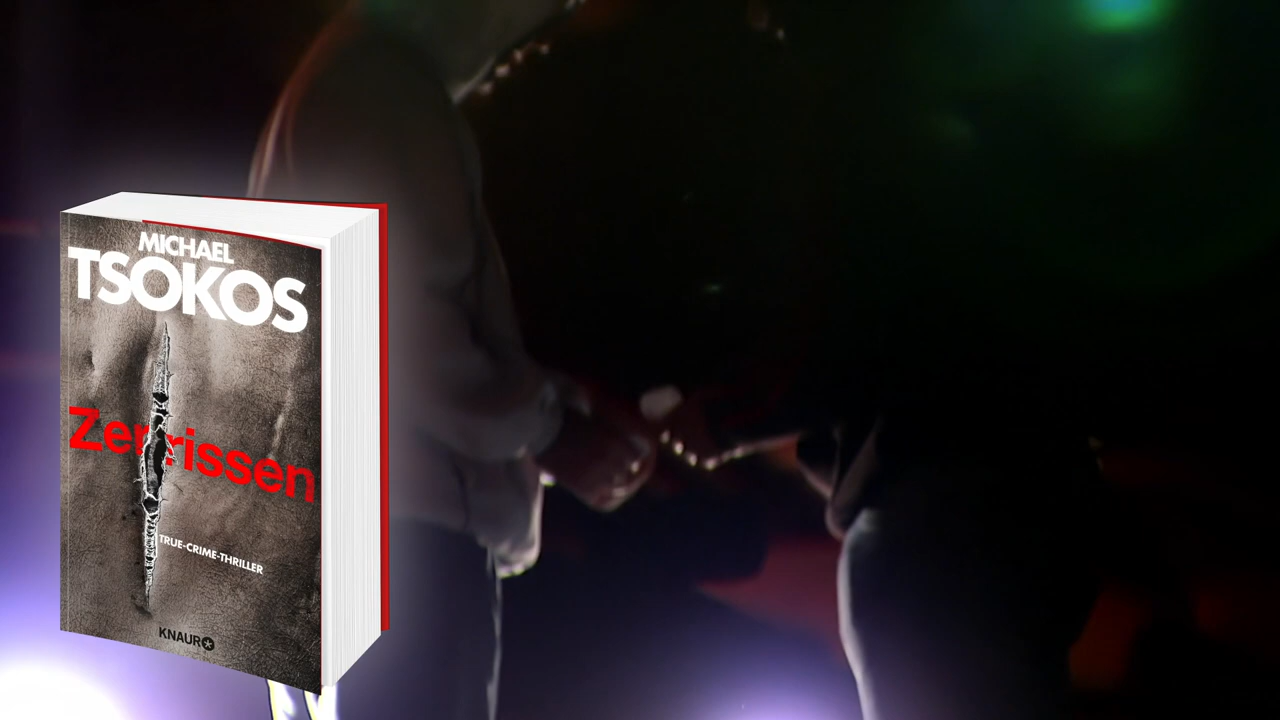 MICHAEL
TSOKOS
Zerrissen
TRUE-CRIME-THRILLER
KNAUR